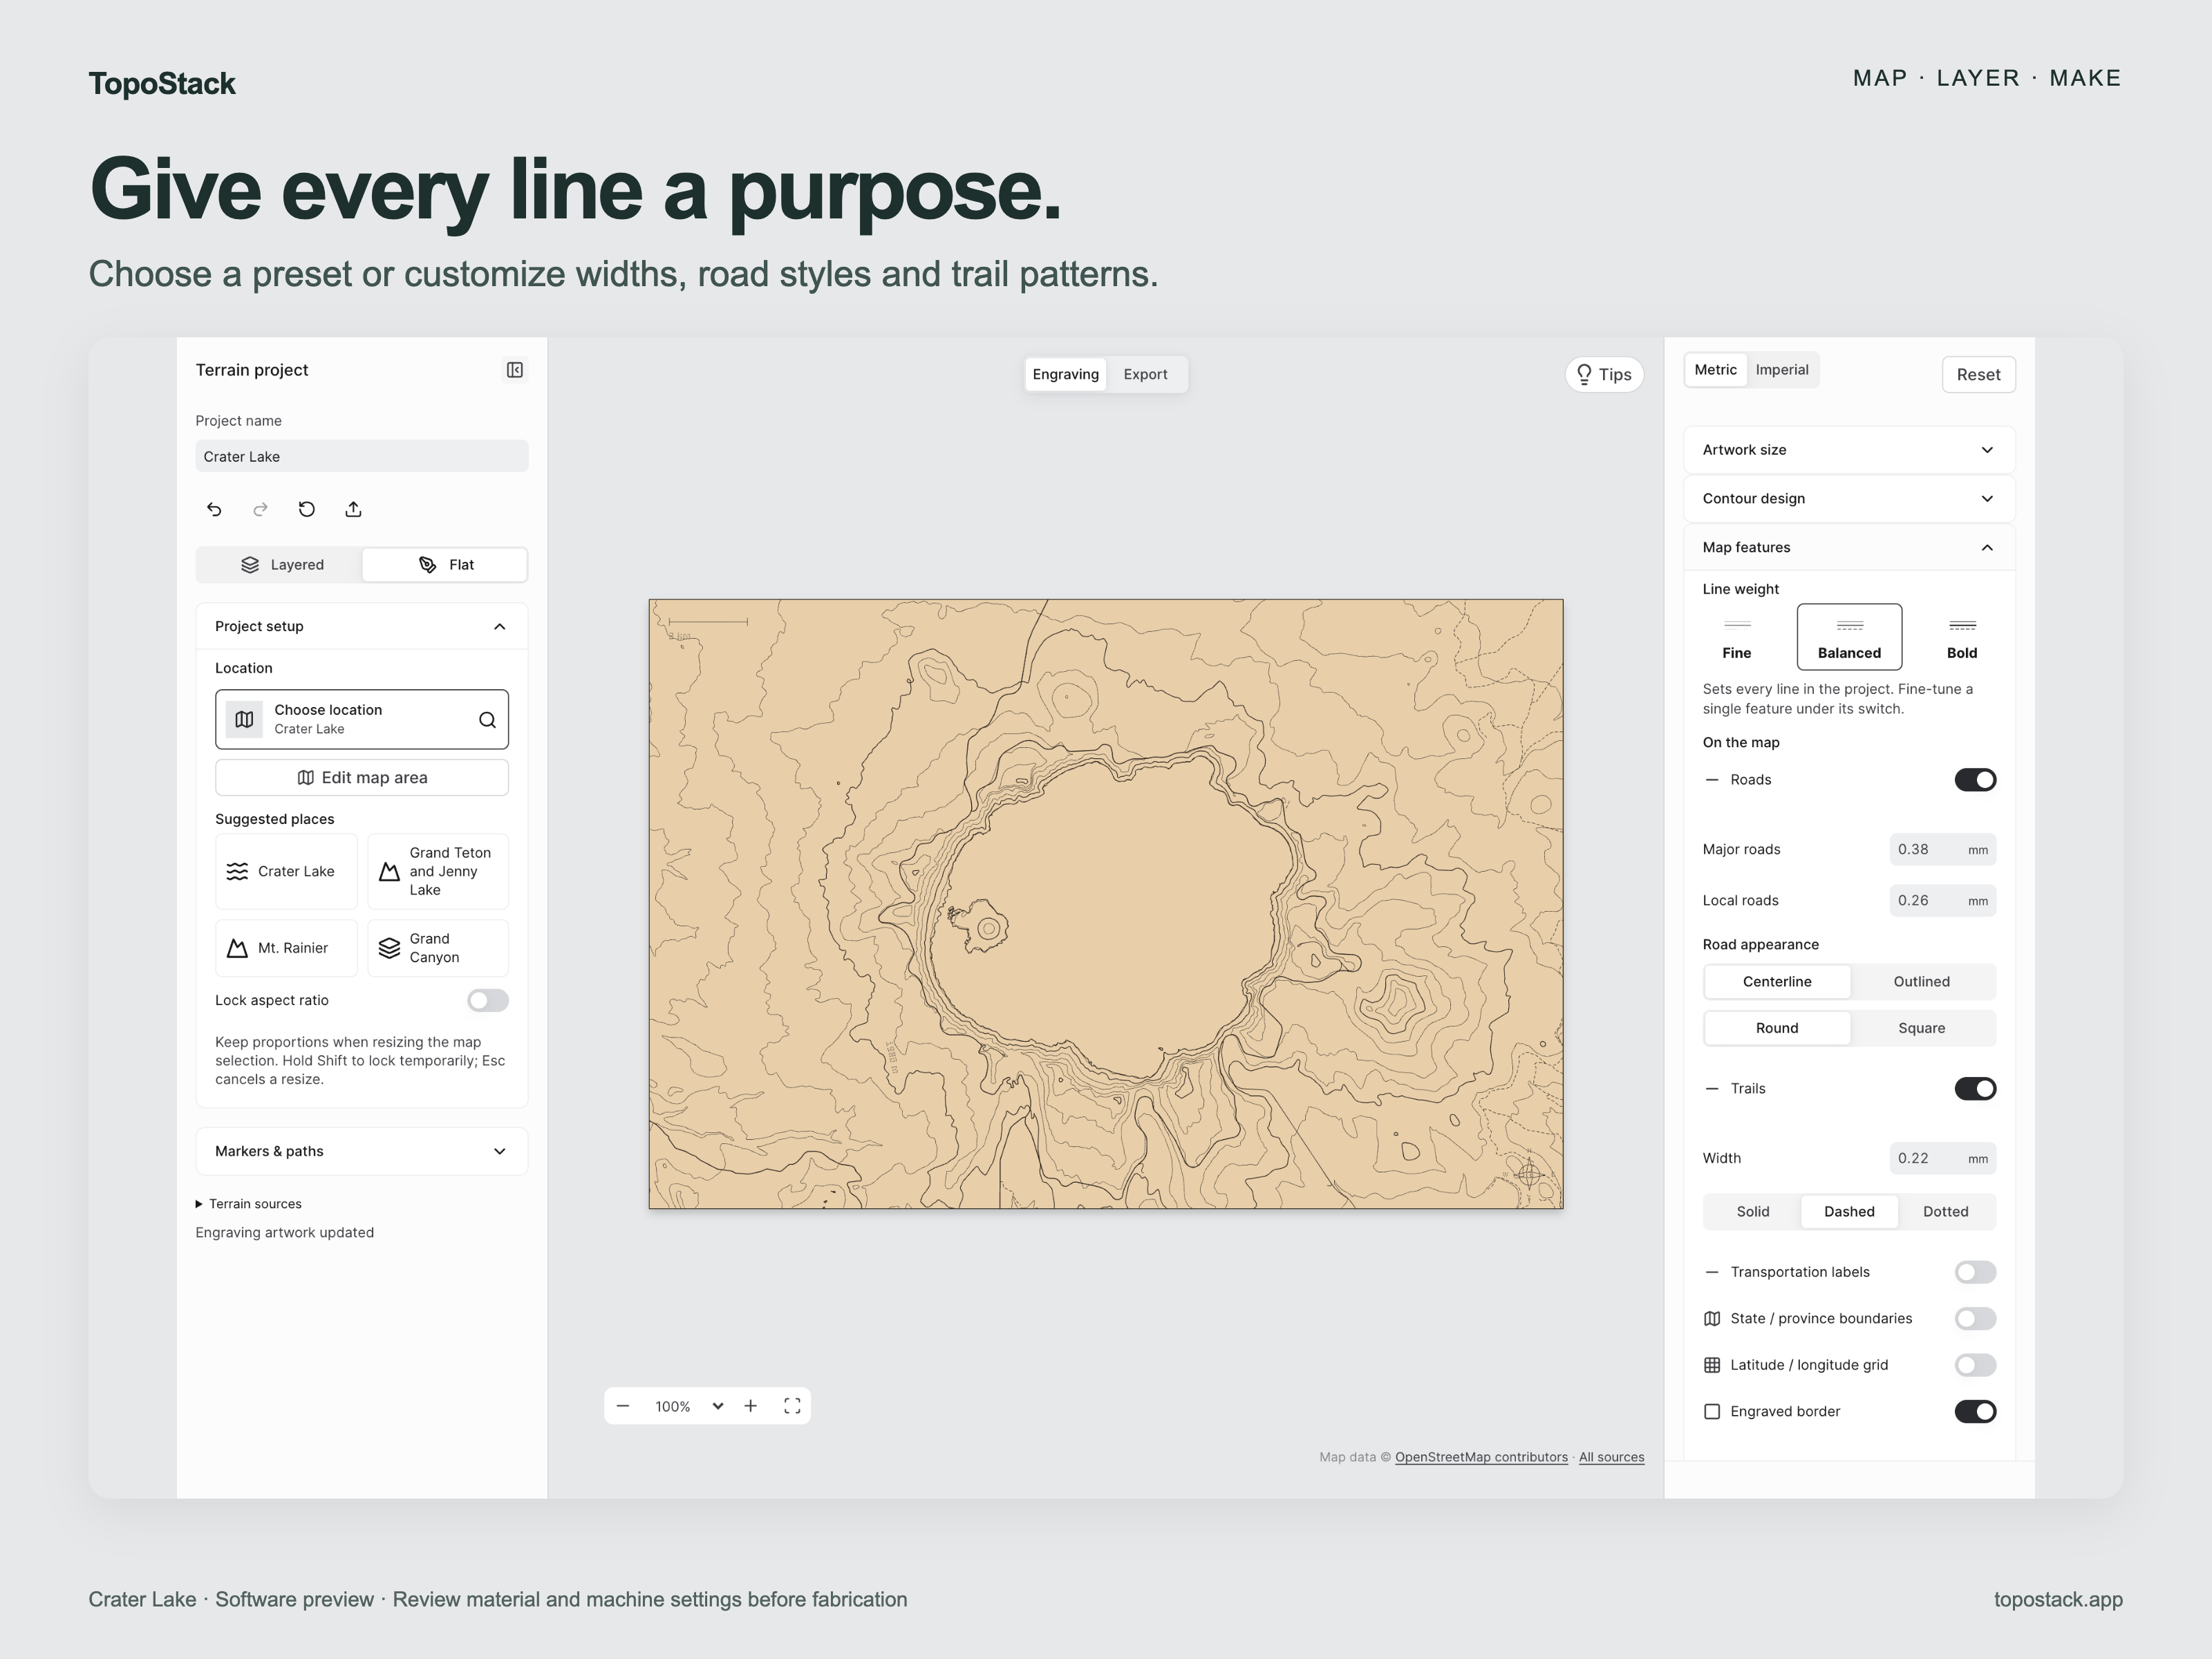 TopoStack
MAP · LAYER · MAKE
Give every line a purpose.
Choose a preset or customize widths, road styles and trail patterns.
Terrain project
Project name
Crater Lake
Layered
Flat
Project setup
Location
Choose location
Crater Lake
Edit map area
Suggested places
Crater Lake
Grand Teton
and Jenny
Lake
Mt. Rainier
Grand
Canyon
Lock aspect ratio
Keep proportions when resizing the map
selection. Hold Shift to lock temporarily; Esc
cancels a resize.
Markers & paths
Terrain sources
Engraving artwork updated
Engraving
Export
Tips
100%
Map data © OpenStreetMap contributors · All sources
Metric
Imperial
Reset
Artwork size
Contour design
Map features
Line weight
Fine
Balanced
Bold
Sets every line in the project. Fine-tune a
single feature under its switch.
On the map
Roads
Major roads
0.38 mm
Local roads
0.26 mm
Road appearance
Centerline
Outlined
Round
Square
Trails
Width
0.22 mm
Solid
Dashed
Dotted
Transportation labels
State / province boundaries
Latitude / longitude grid
Engraved border
Crater Lake · Software preview · Review material and machine settings before fabrication
topostack.app